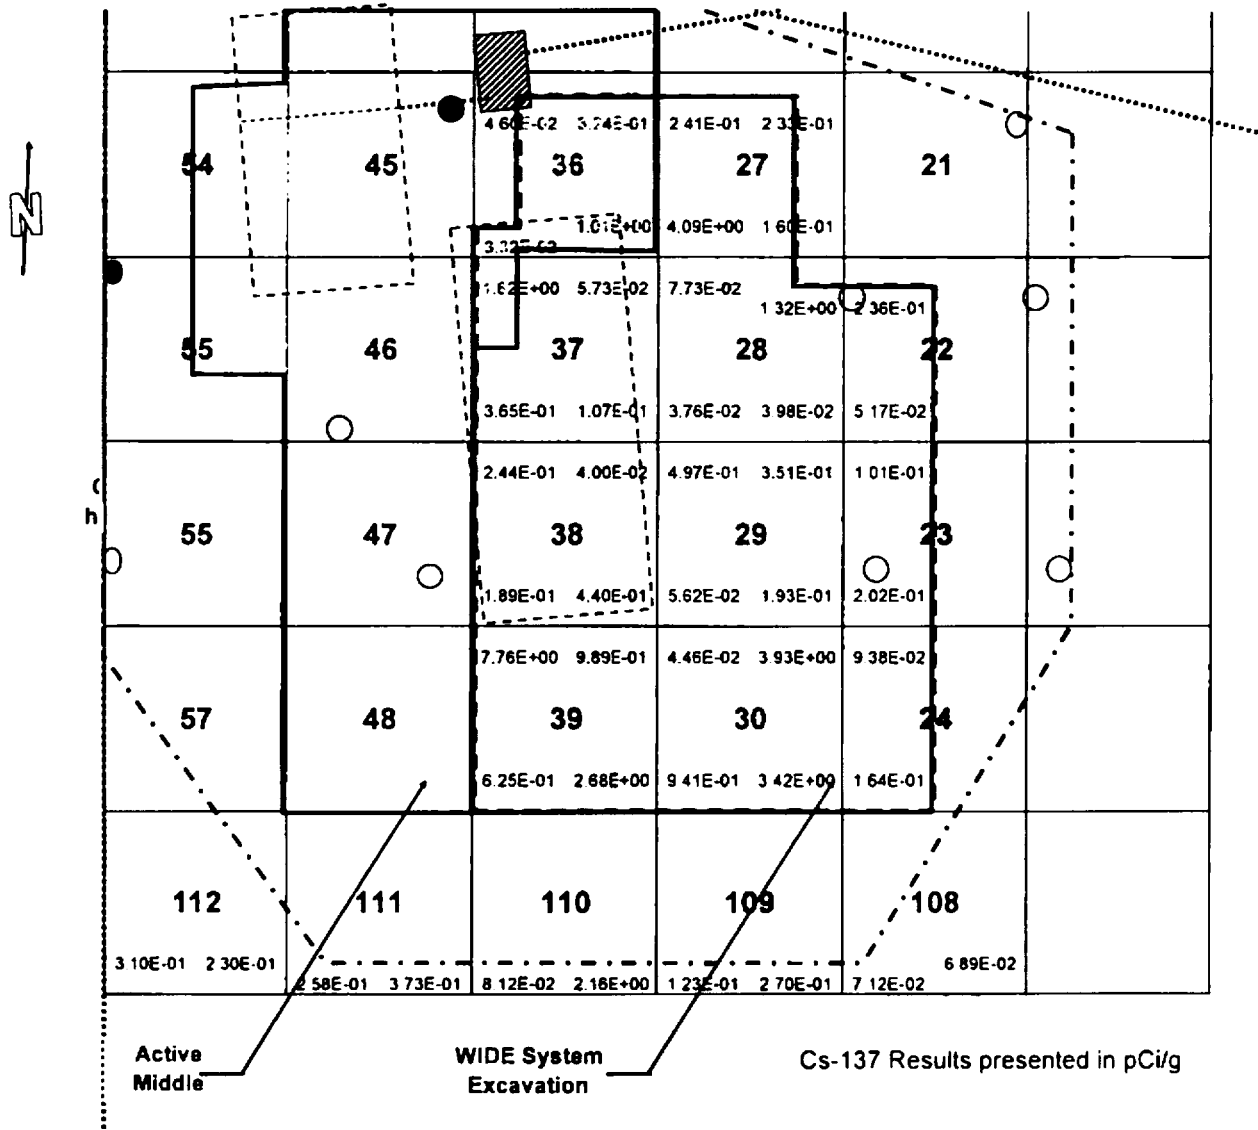 4.60E-02 3.24E-01 2.41E-01 2.33E-01
54 45 36 27 21
N
1.01E+00 4.09E+00 1.60E-01
3.32E-02
1.62E+00 5.73E-02 7.73E-02
1 32E+00 2 36E-01
55 46 37 28 22
3.65E-01 1.07E-01 3.76E-02 3.98E-02 5 17E-02
2.44E-01 4.00E-02 4.97E-01 3.51E-01 1 01E-01
h
55 47 38 29 23
1.89E-01 4.40E-01 5.62E-02 1.93E-01 2.02E-01
7.76E+00 9.89E-01 4.46E-02 3.93E+00 9.38E-02
57 48 39 30 24
6.25E-01 2.68E+00 9.41E-01 3.42E+00 1 64E-01
112 111 110 109 108
3.10E-01 2 30E-01 6 89E-02
2 58E-01 3 73E-01 8 12E-02 2.16E+00 1 23E-01 2 70E-01 7 12E-02
Active
Middle
WIDE System
Excavation
Cs-137 Results presented in pCi/g